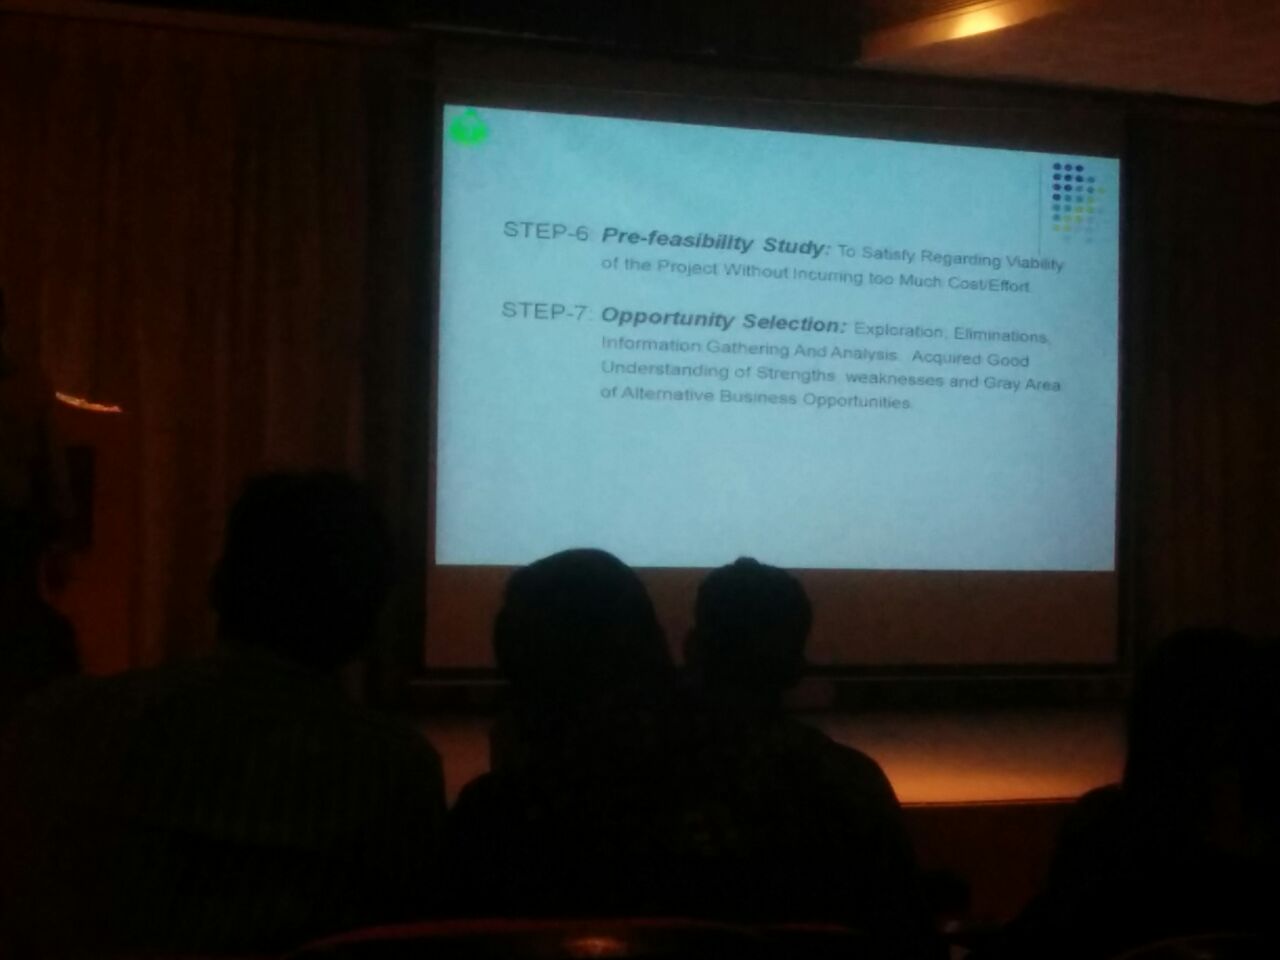 STEP-6: Pre-feasibility Study: To Satisfy Regarding Viability
of the Project Without Incurring too Much Cost/Effort.
STEP-7: Opportunity Selection: Exploration, Eliminations,
Information Gathering And Analysis. Acquired Good
Understanding of Strengths, weaknesses and Gray Area
of Alternative Business Opportunities.